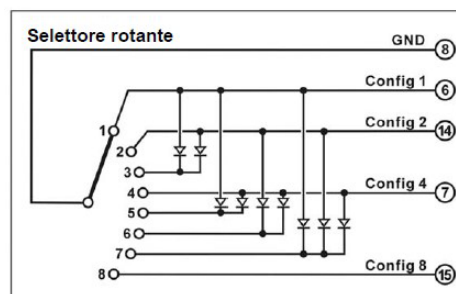 Selettore rotante
GND 8
Config 1 6
1
Config 2 14
2
3
4
Config 4 7
5
6
7
Config 8 15
8